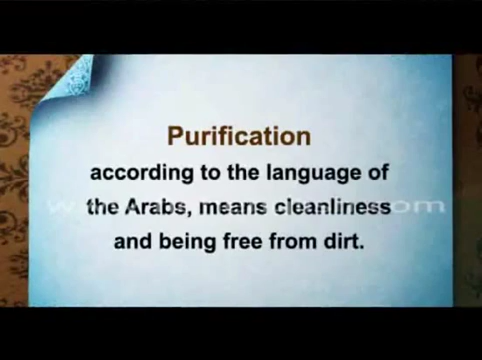 Purification
according to the language of
the Arabs, means cleanliness
and being free from dirt.